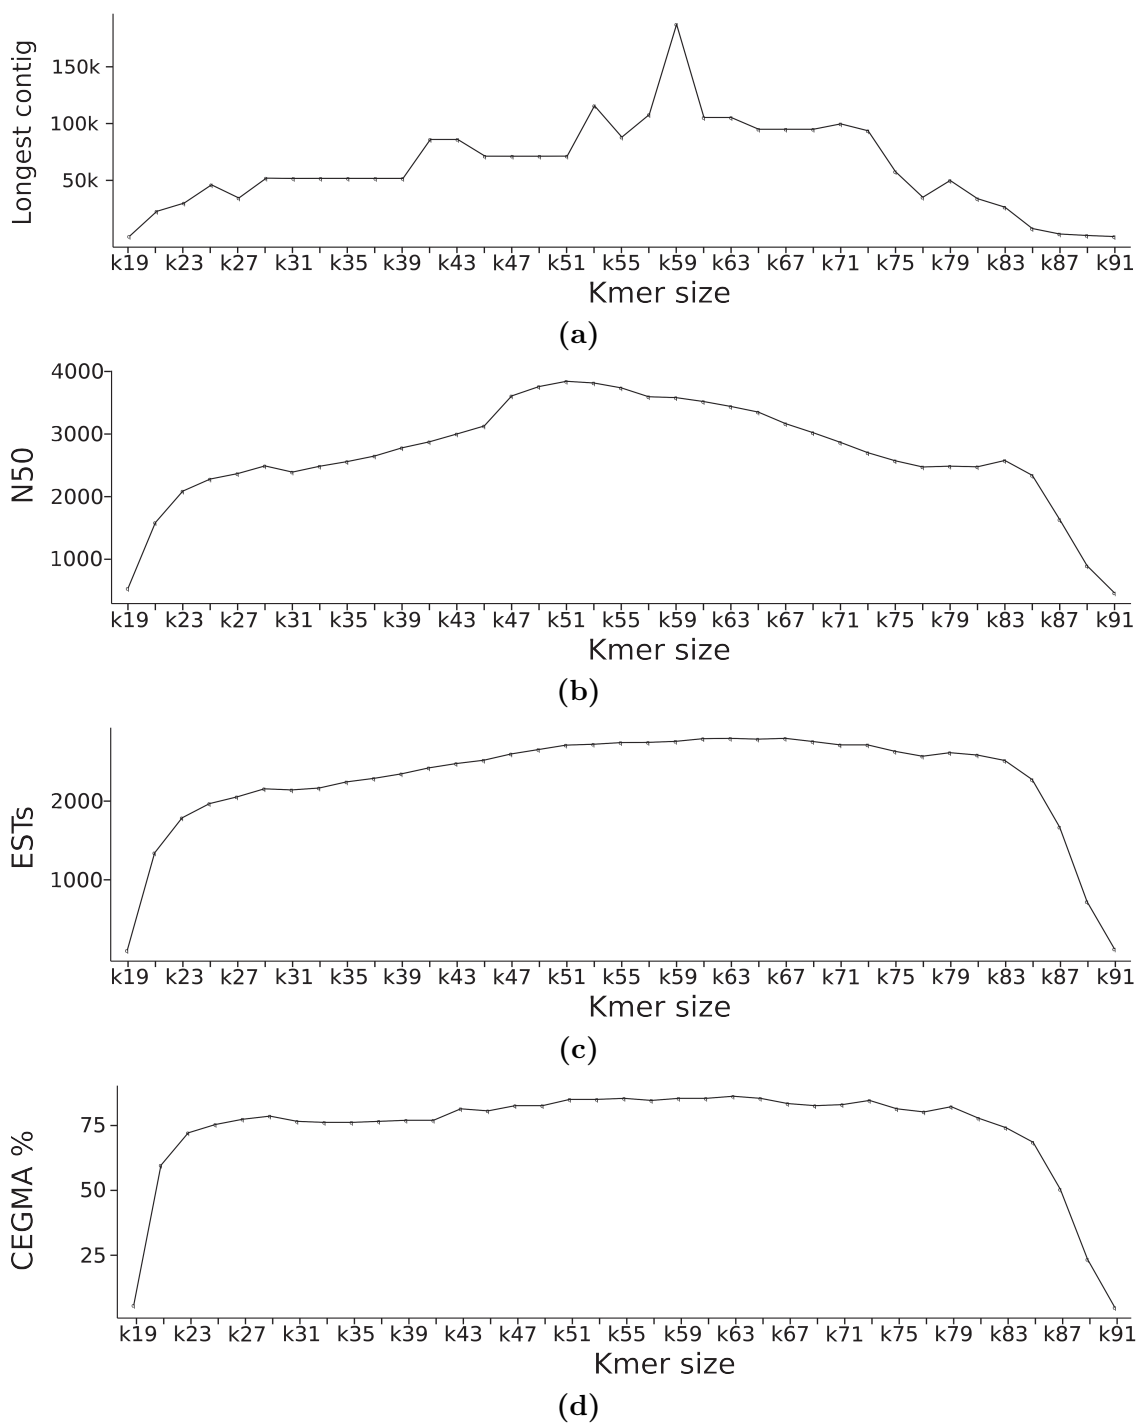 Longest contig
150k
100k
50k
k19 k23 k27 k31 k35 k39 k43 k47 k51 k55 k59 k63 k67 k71 k75 k79 k83 k87 k91
Kmer size
(a)
N50
4000
3000
2000
1000
k19 k23 k27 k31 k35 k39 k43 k47 k51 k55 k59 k63 k67 k71 k75 k79 k83 k87 k91
Kmer size
(b)
ESTs
2000
1000
k19 k23 k27 k31 k35 k39 k43 k47 k51 k55 k59 k63 k67 k71 k75 k79 k83 k87 k91
Kmer size
(c)
CEGMA %
75
50
25
k19 k23 k27 k31 k35 k39 k43 k47 k51 k55 k59 k63 k67 k71 k75 k79 k83 k87 k91
Kmer size
(d)